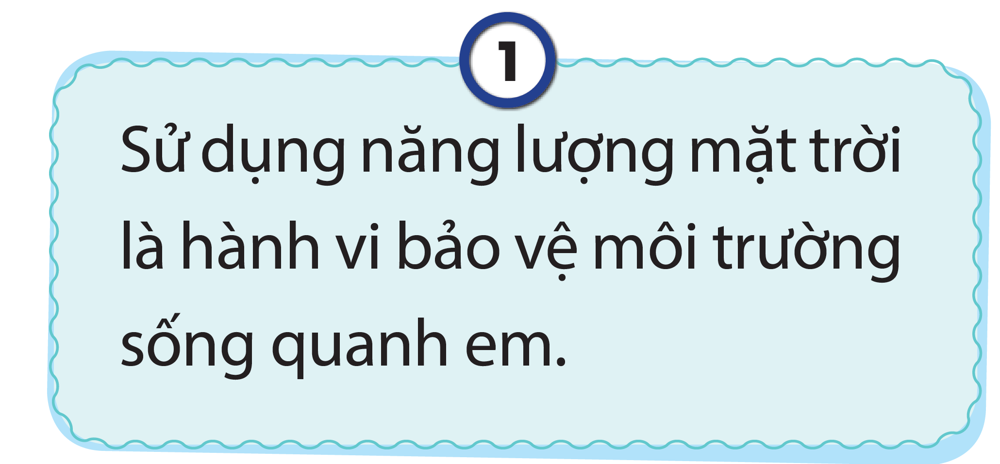 1
Sử dụng năng lượng mặt trời
là hành vi bảo vệ môi trường
sống quanh em.